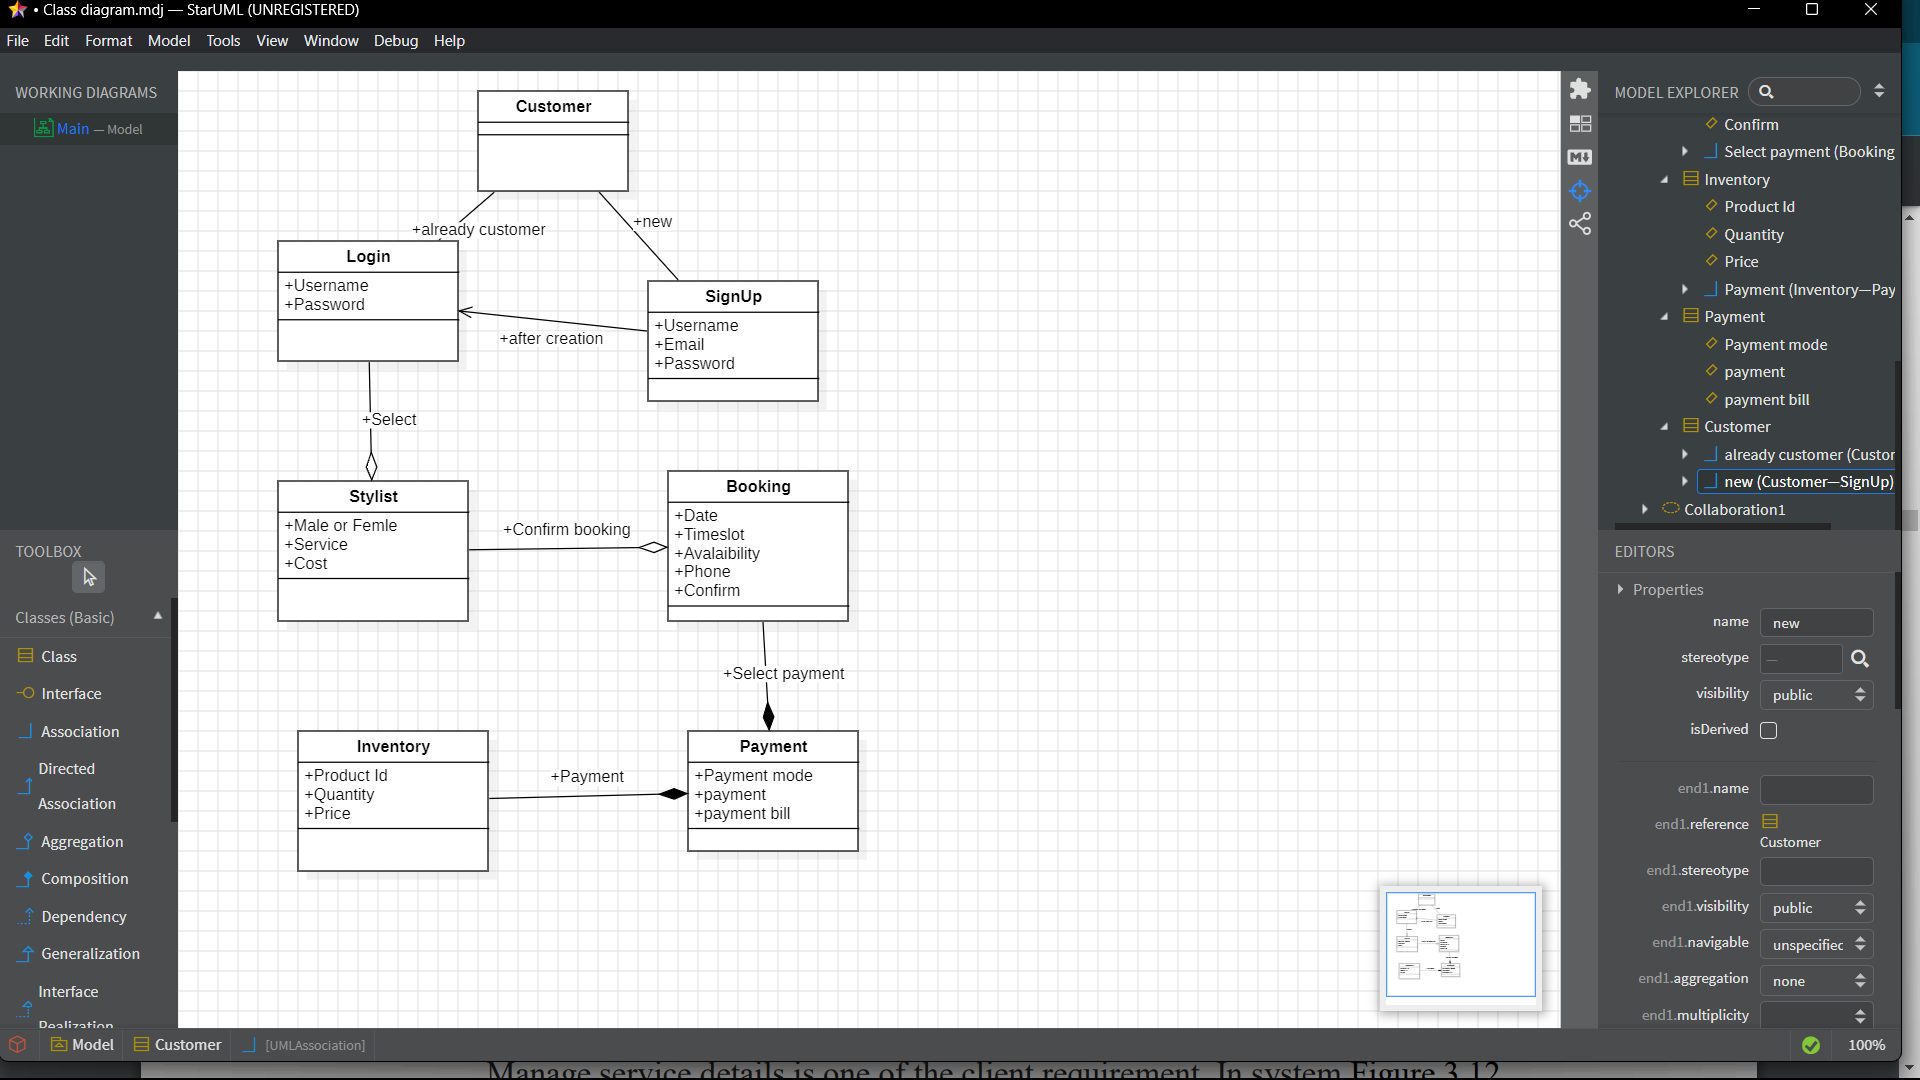 • Class diagram.mdj — StarUML (UNREGISTERED)
File Edit Format Model Tools View Window Debug Help
WORKING DIAGRAMS
Main — Model
TOOLBOX
Classes (Basic)
Class
Interface
Association
Directed
Association
Aggregation
Composition
Dependency
Generalization
Interface
Realization
Customer
+already customer
+new
Login
+Username
+Password
SignUp
+Username
+Email
+Password
+after creation
+Select
Stylist
+Male or Femle
+Service
+Cost
+Confirm booking
Booking
+Date
+Timeslot
+Avalaibility
+Phone
+Confirm
+Select payment
Inventory
+Product Id
+Quantity
+Price
+Payment
Payment
+Payment mode
+payment
+payment bill
MODEL EXPLORER
Confirm
Select payment (Booking
Inventory
Product Id
Quantity
Price
Payment (Inventory—Pay
Payment
Payment mode
payment
payment bill
Customer
already customer (Custor
new (Customer—SignUp)
Collaboration1
EDITORS
Properties
name new
stereotype —
visibility public
isDerived
end1.name
end1.reference
Customer
end1.stereotype
end1.visibility public
end1.navigable unspecified
end1.aggregation none
end1.multiplicity
Model Customer [UMLAssociation] 100%
Manage service details is one of the client requirement. In system Figure 3.12